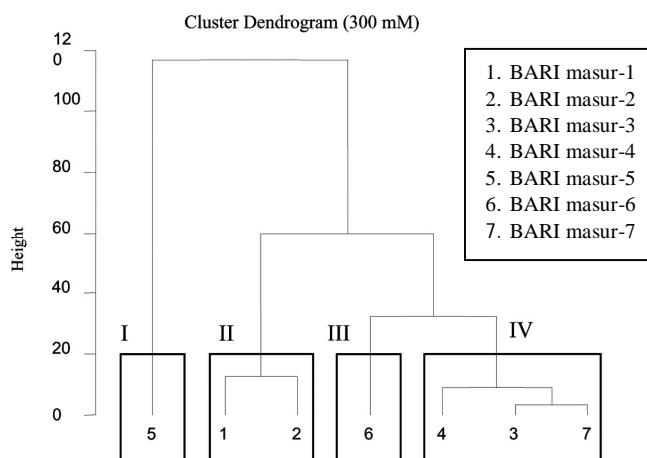 Cluster Dendrogram (300 mM)
12
0
100
80
60
40
20
0
Height
1. BARI masur-1
2. BARI masur-2
3. BARI masur-3
4. BARI masur-4
5. BARI masur-5
6. BARI masur-6
7. BARI masur-7
I II III IV
5 1 2 6 4 3 7